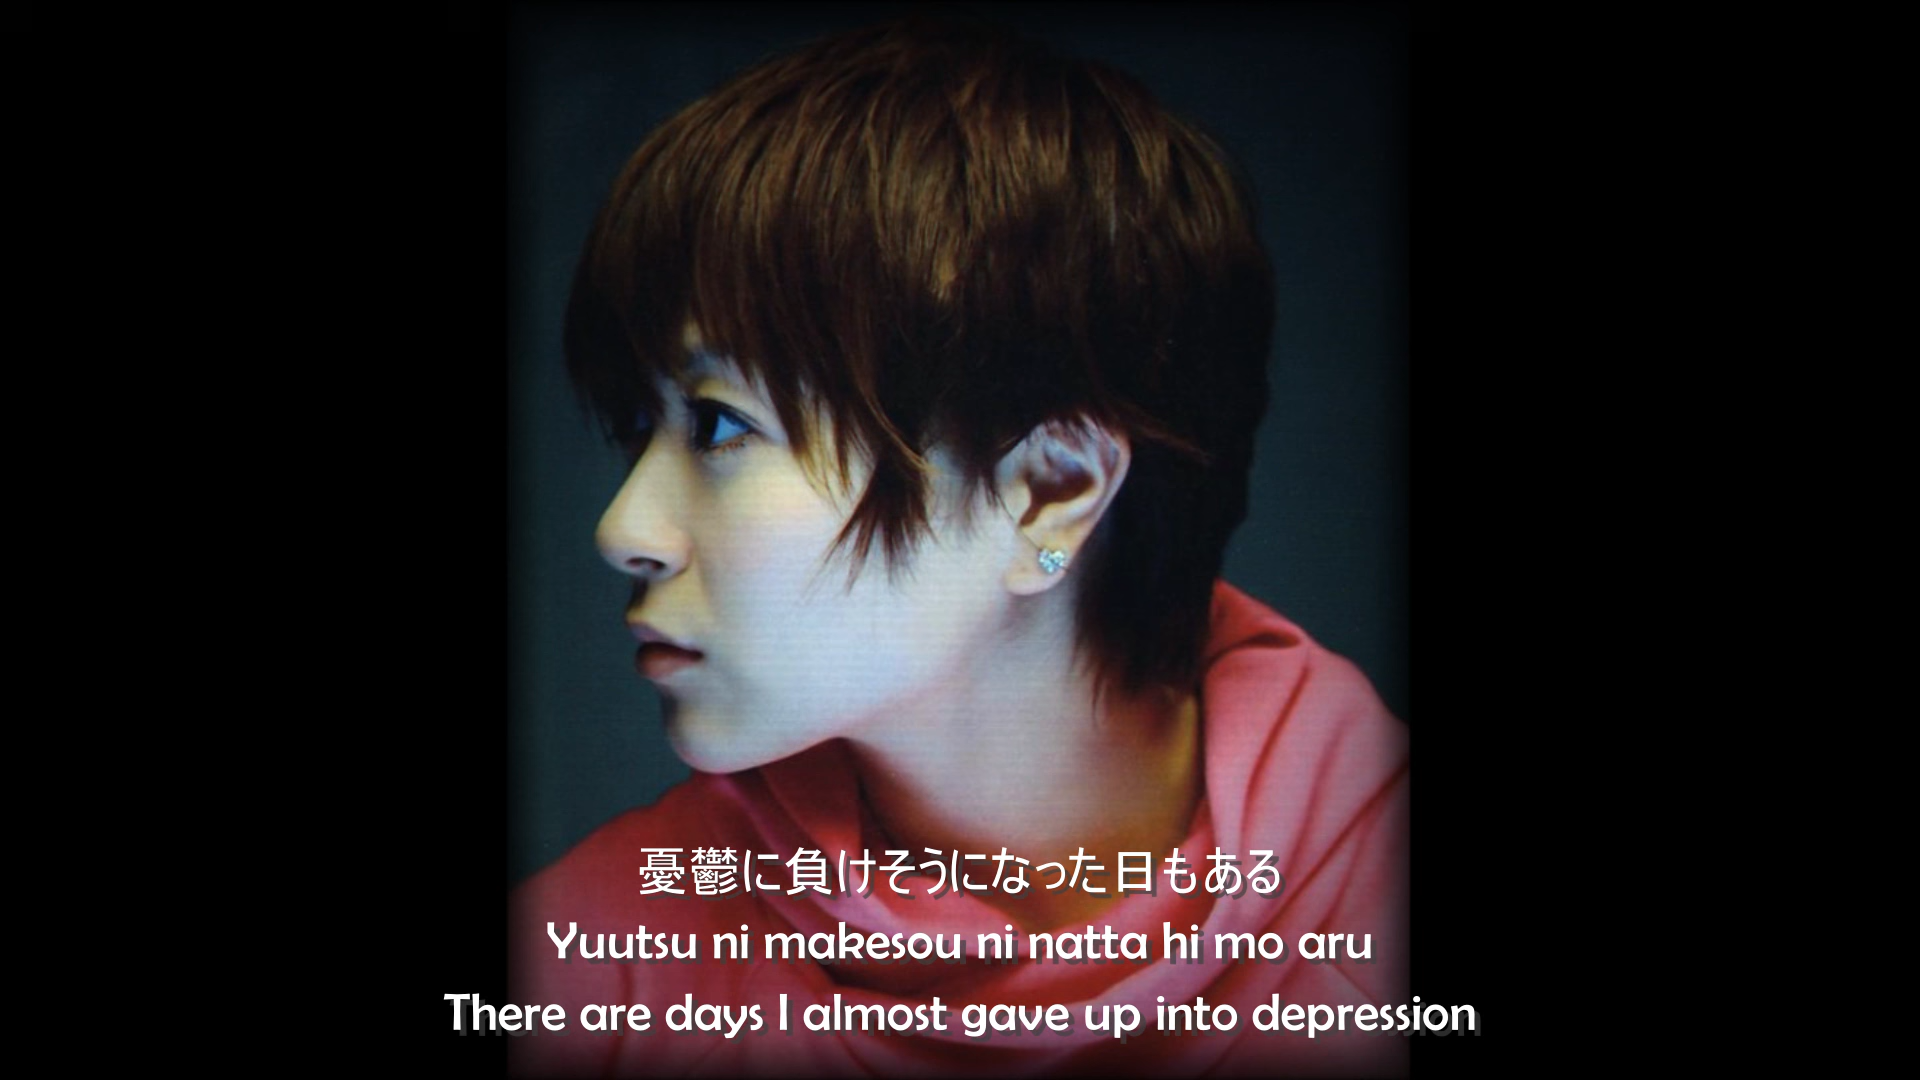 憂鬱に負けそうになった日もある
Yuutsu ni makesou ni natta hi mo aru
There are days I almost gave up into depression